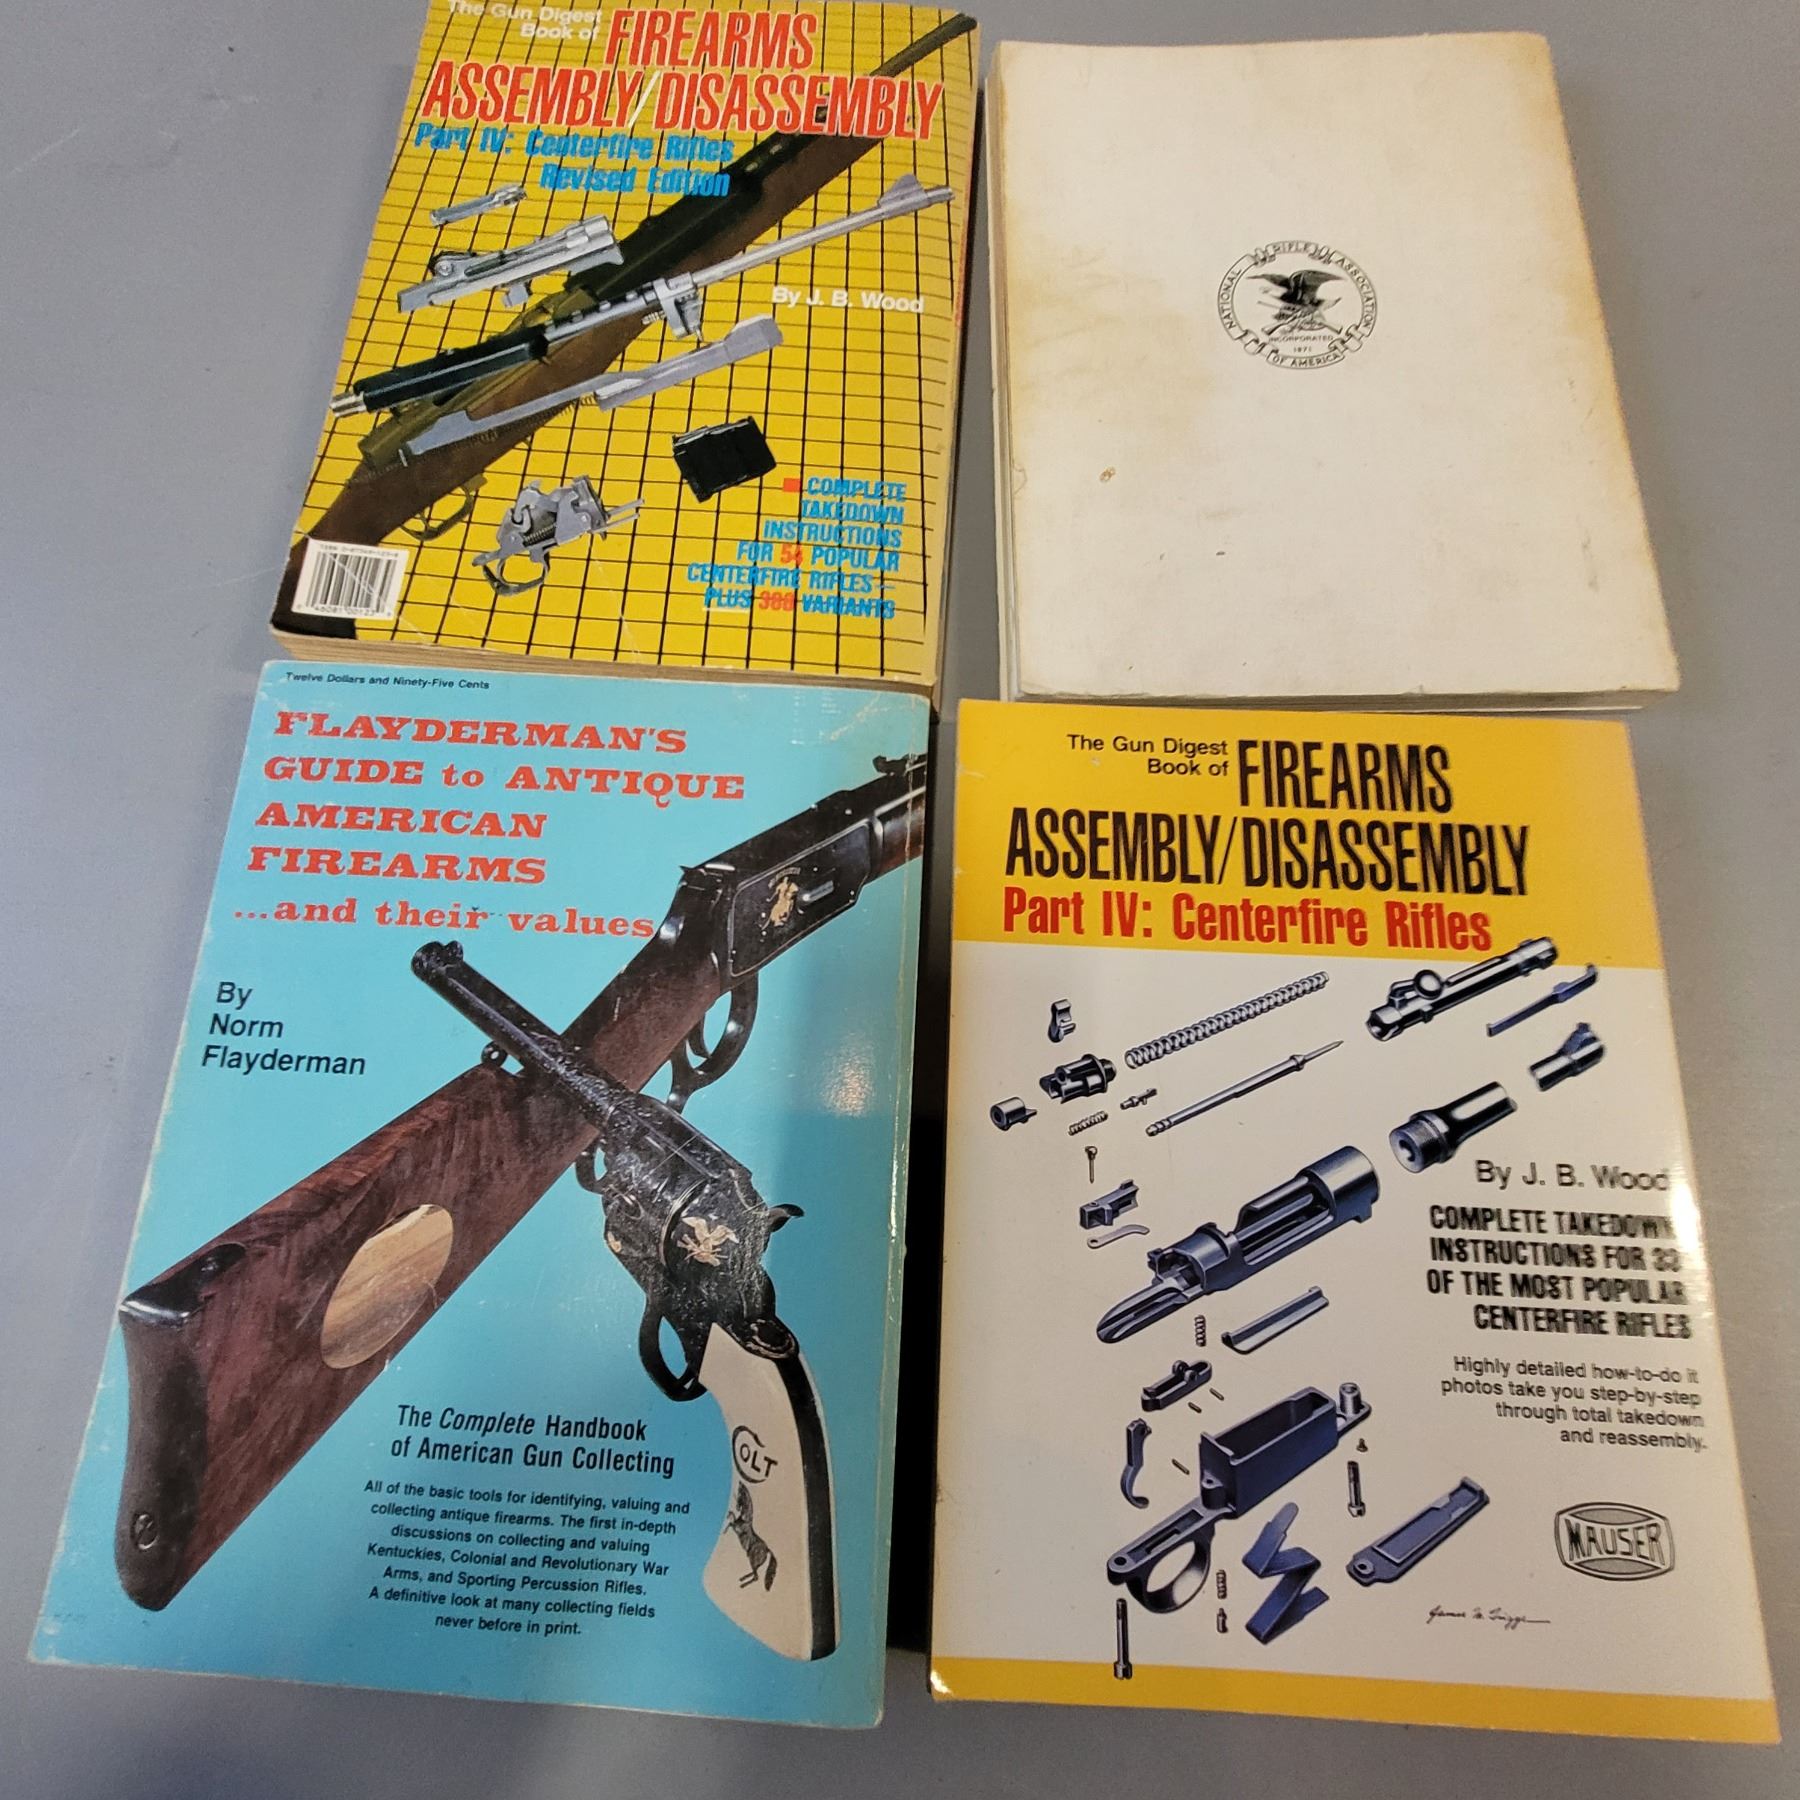 The Gun Digest
Book of
FIREARMS
ASSEMBLY/DISASSEMBLY
Part IV: Centerfire Rifles
Revised Edition
By J. B. Wood
COMPLETE
TAKEDOWN
INSTRUCTIONS
FOR 54 POPULAR
CENTERFIRE RIFLES—
PLUS VARIANTS
NATIONAL RIFLE ASSOCIATION
INCORPORATED
1871
OF AMERICA
Twelve Dollars and Ninety-Five Cents
FLAYDERMAN'S
GUIDE to ANTIQUE
AMERICAN
FIREARMS
...and their values
By
Norm
Flayderman
The Complete Handbook
of American Gun Collecting
All of the basic tools for identifying, valuing and
collecting antique firearms. The first in-depth
discussions on collecting and valuing
Kentuckies, Colonial and Revolutionary War
Arms, and Sporting Percussion Rifles.
A definitive look at many collecting fields
never before in print.
COLT
The Gun Digest
Book of
FIREARMS
ASSEMBLY/DISASSEMBLY
Part IV: Centerfire Rifles
By J. B. Wood
COMPLETE TAKEDOWN
INSTRUCTIONS FOR
OF THE MOST POPULAR
CENTERFIRE RIFLES
Highly detailed how-to-do it
photos take you step-by-step
through total takedown
and reassembly.
MAUSER